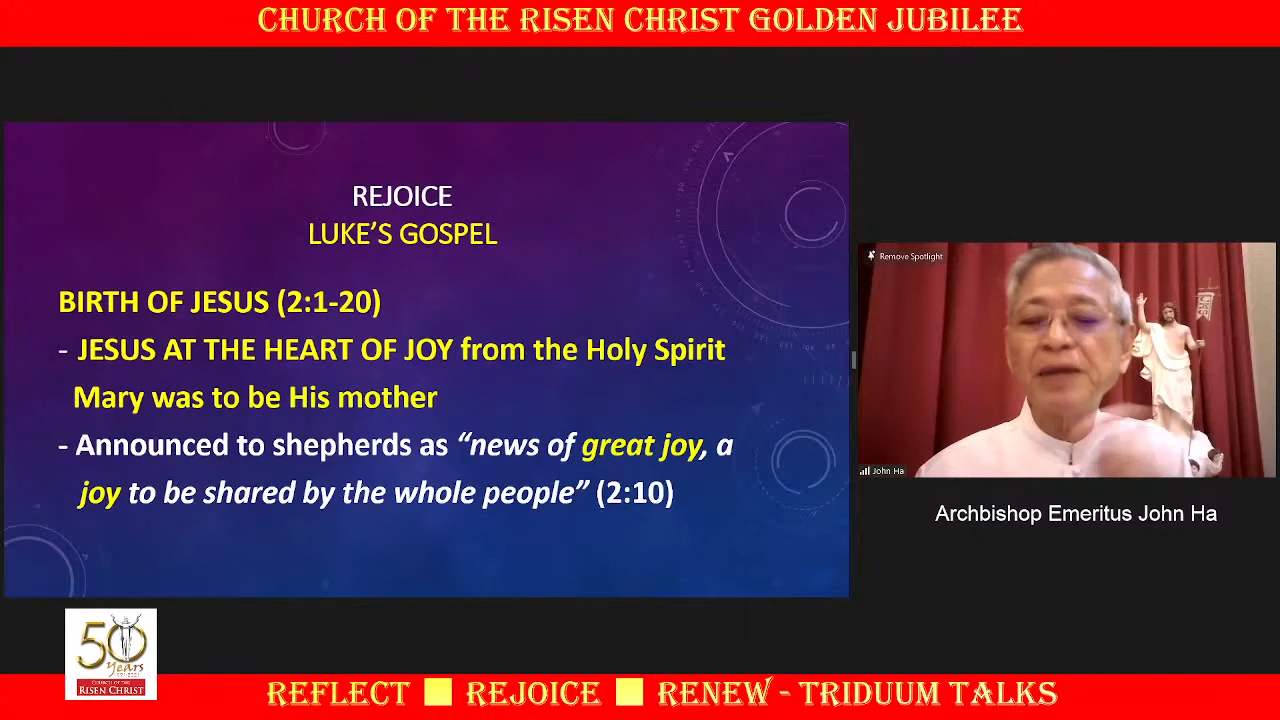 CHURCH OF THE RISEN CHRIST GOLDEN JUBILEE
REJOICE
LUKE’S GOSPEL
BIRTH OF JESUS (2:1-20)
- JESUS AT THE HEART OF JOY from the Holy Spirit
Mary was to be His mother
- Announced to shepherds as “news of great joy, a
joy to be shared by the whole people” (2:10)
Remove Spotlight
John Ha
Archbishop Emeritus John Ha
50
Years
CHURCH OF THE
RISEN CHRIST
REFLECT REJOICE RENEW - TRIDUUM TALKS